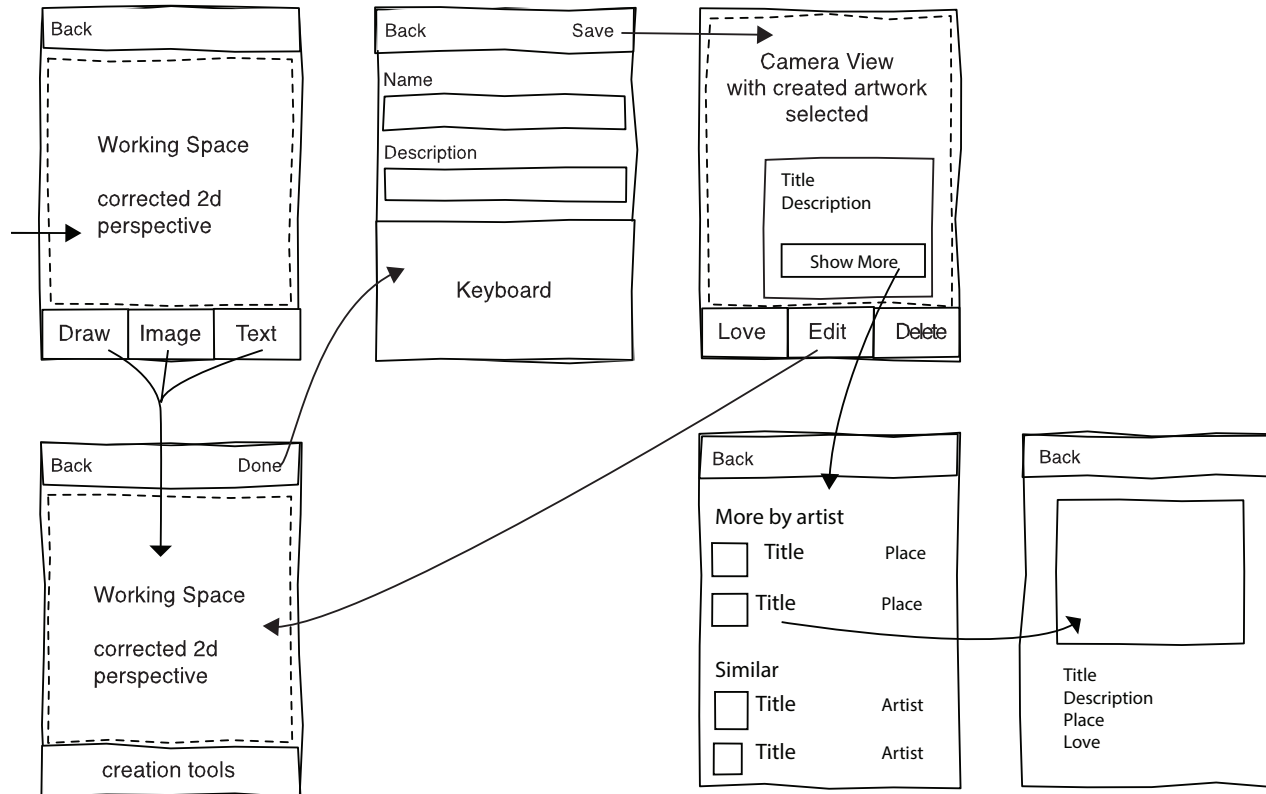 Back
Working Space
corrected 2d
perspective
Draw
Image
Text
Back
Save
Name
Description
Keyboard
Camera View
with created artwork
selected
Title
Description
Show More
Love
Edit
Delete
Back
Done
Working Space
corrected 2d
perspective
creation tools
Back
More by artist
Title
Place
Title
Place
Similar
Title
Artist
Title
Artist
Back
Title
Description
Place
Love